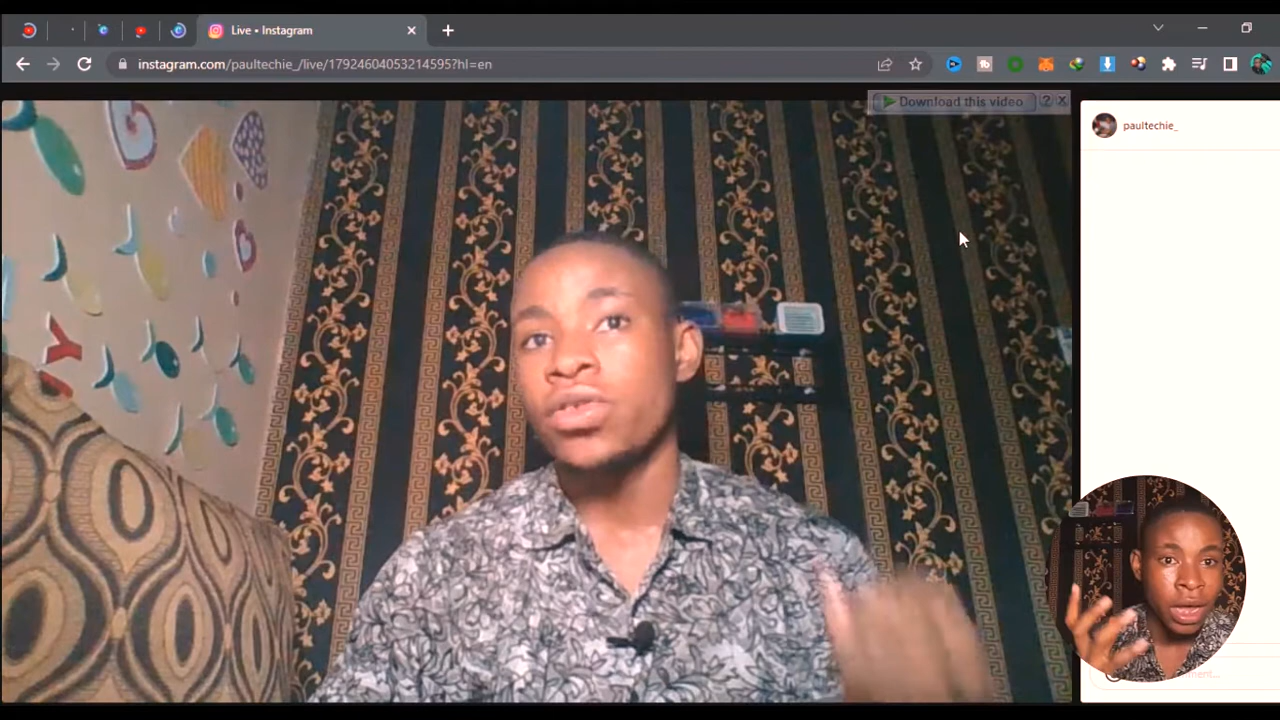 Live • Instagram
instagram.com/paultechie_/live/17924604053214595?hl=en
Download this video
?
paultechie_